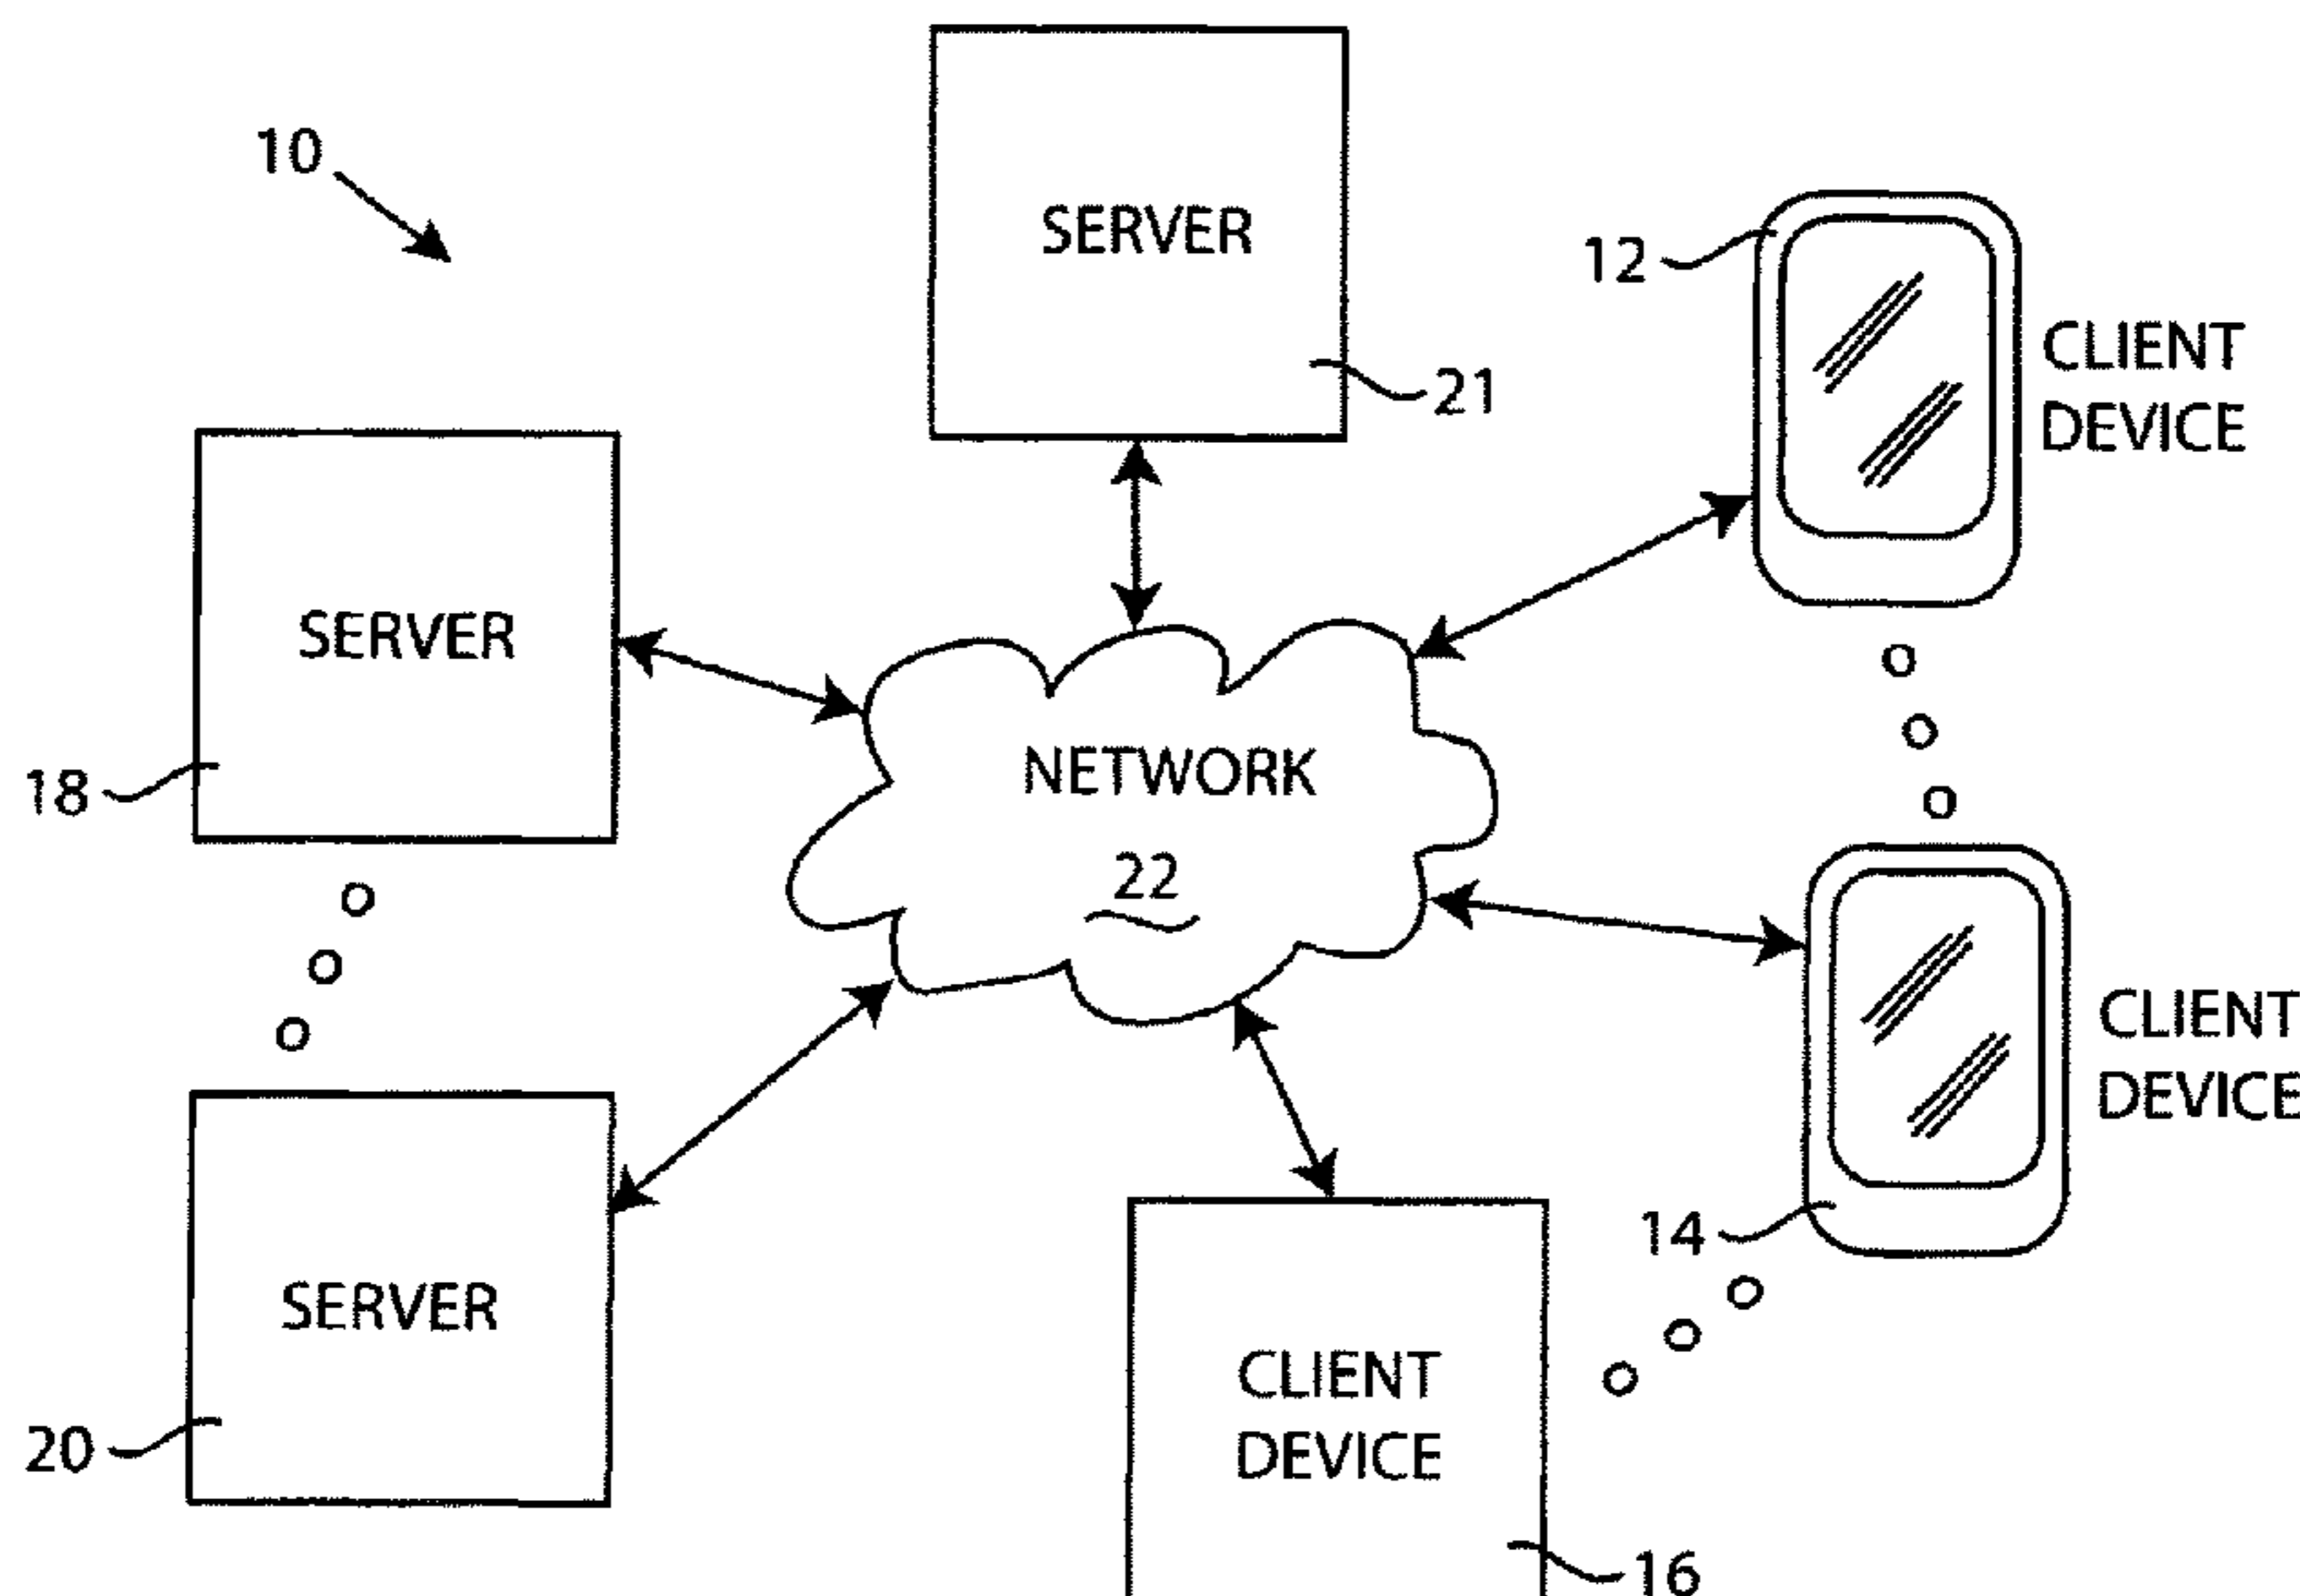 10
SERVER
21
12
CLIENT
DEVICE
SERVER
18
NETWORK
22
CLIENT
DEVICE
14
SERVER
20
CLIENT
DEVICE
16